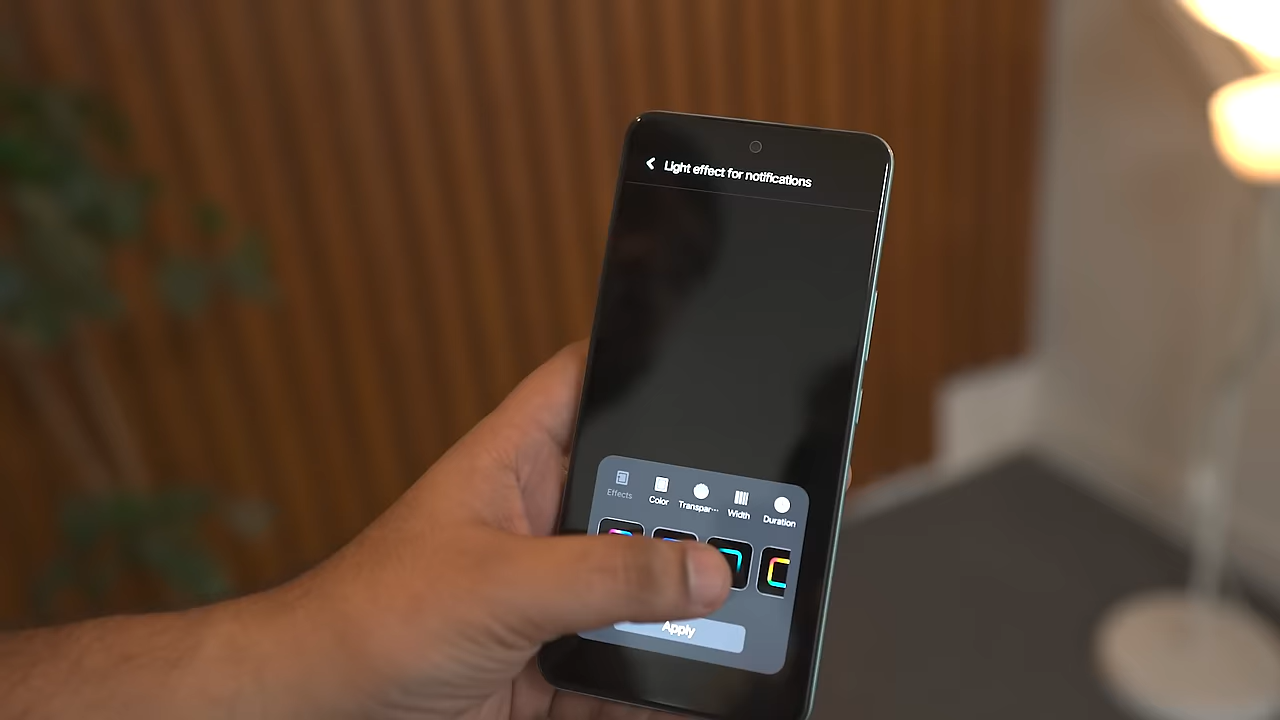 Light effect for notifications
Effects
Color
Transpar···
Width
Duration
Apply